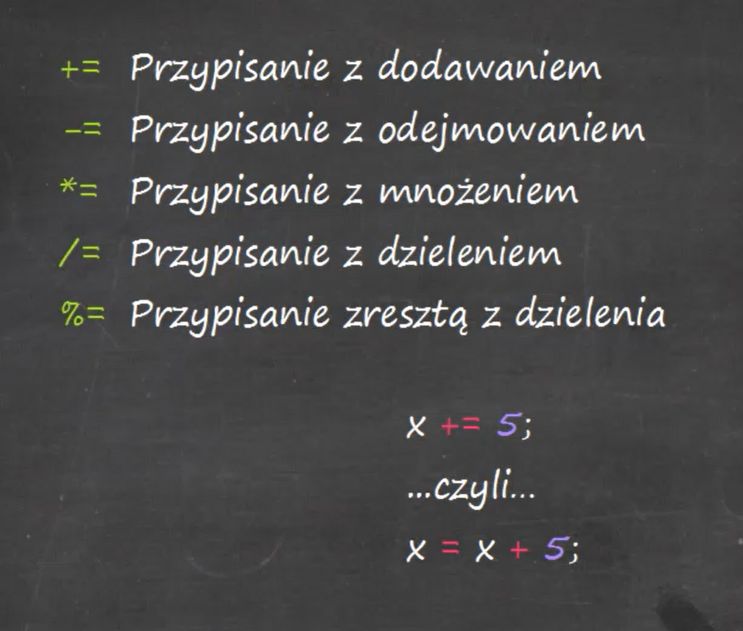 += Przypisanie z dodawaniem
-= Przypisanie z odejmowaniem
*= Przypisanie z mnożeniem
/= Przypisanie z dzieleniem
%= Przypisanie zresztą z dzielenia
x += 5;
...czyli...
x = x + 5;